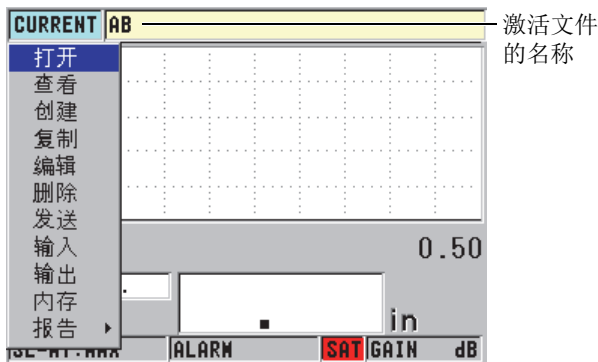 CURRENT AB
激活文件
的名称
打开
查看
创建
复制
编辑
删除
发送
输入
输出
内存
报告
0.50
in
ALARM SAT GAIN dB